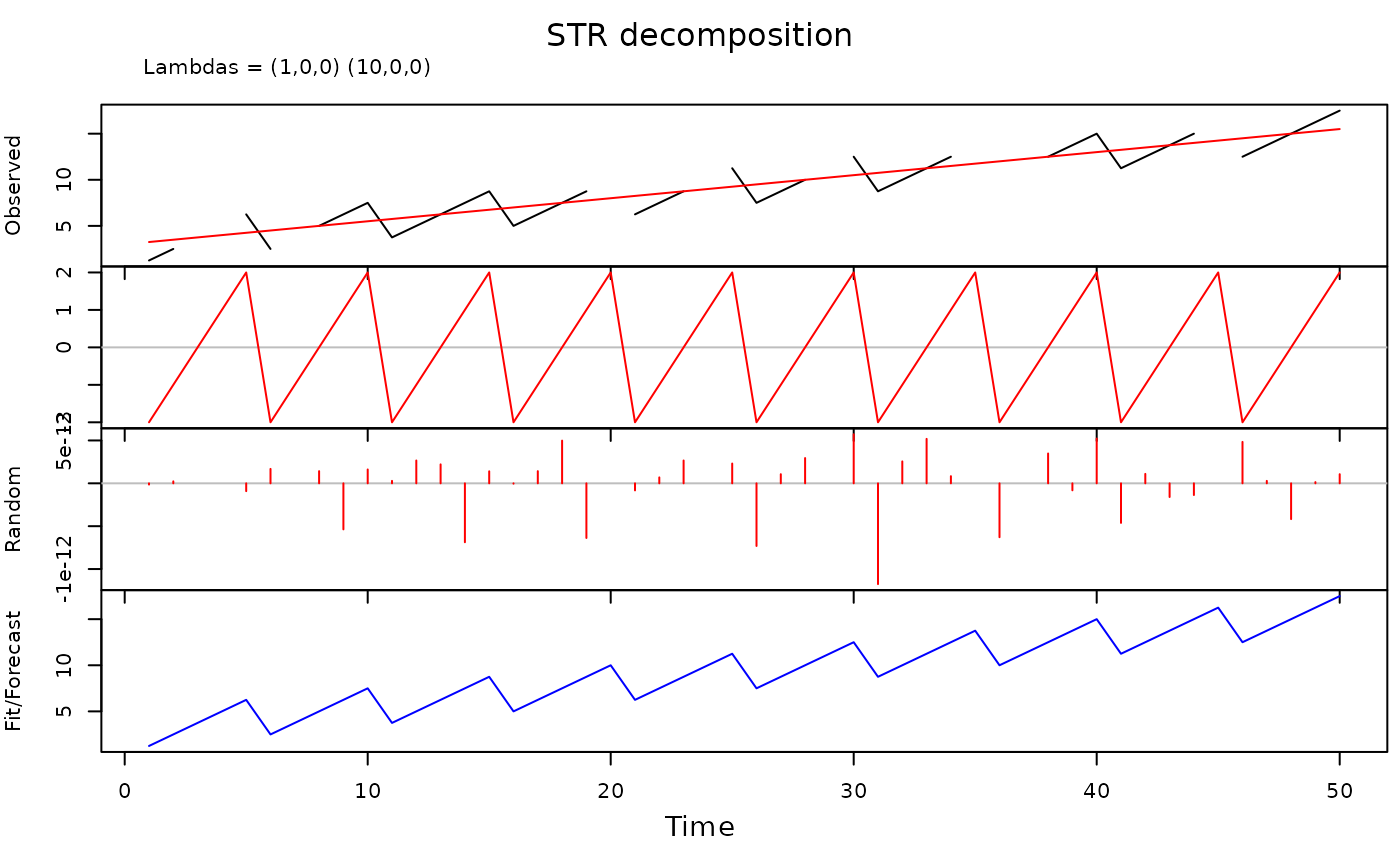 STR decomposition
Lambdas = (1,0,0) (10,0,0)
Observed
10
5
2
1
0
Random
5e-13
-1e-12
Fit/Forecast
10
5
0 10 20 30 40 50
Time